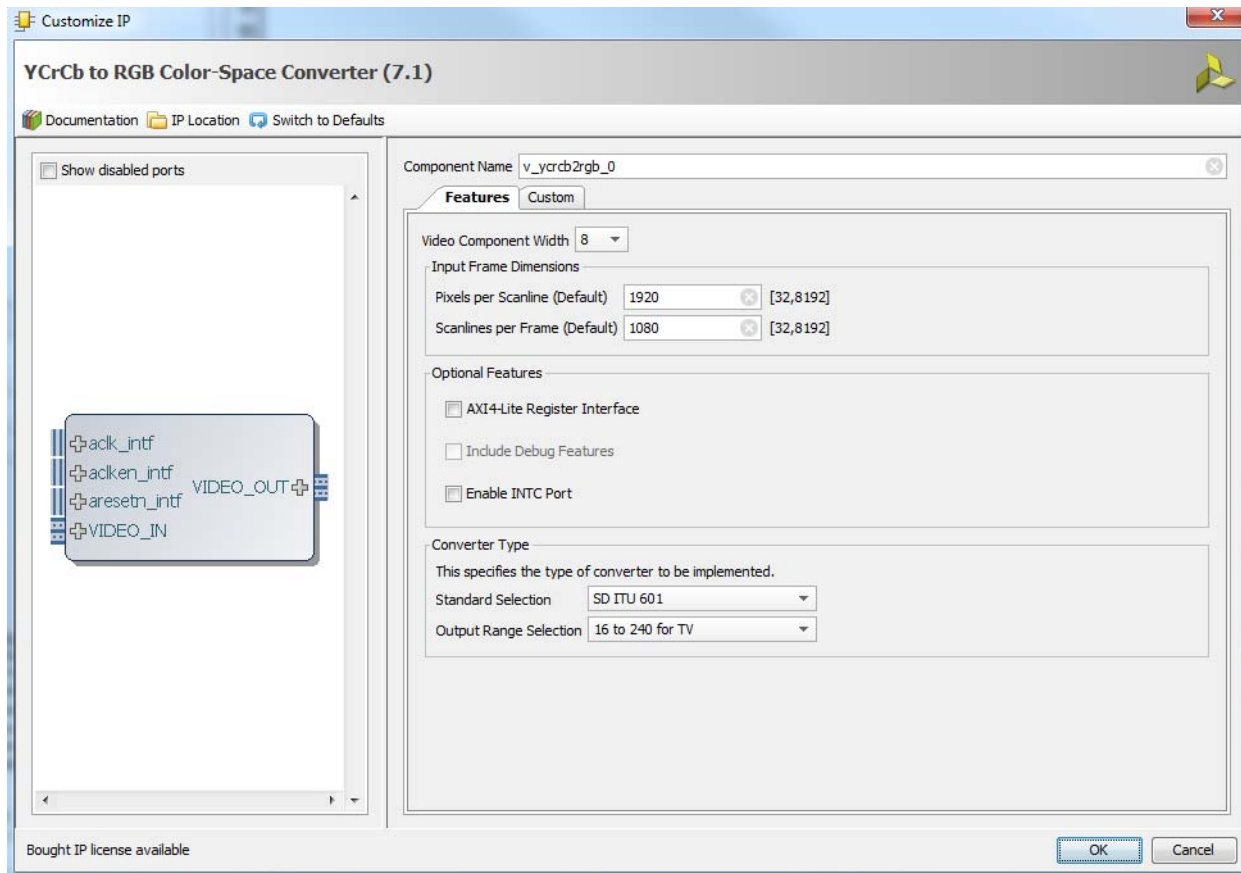 Customize IP
YCrCb to RGB Color-Space Converter (7.1)
Documentation IP Location Switch to Defaults
Show disabled ports
aclk_intf
aclken_intf
aresetn_intf
VIDEO_IN
VIDEO_OUT
Component Name v_ycrcb2rgb_0
Features Custom
Video Component Width 8
Input Frame Dimensions
Pixels per Scanline (Default) 1920 [32,8192]
Scanlines per Frame (Default) 1080 [32,8192]
Optional Features
AXI4-Lite Register Interface
Include Debug Features
Enable INTC Port
Converter Type
This specifies the type of converter to be implemented.
Standard Selection SD ITU 601
Output Range Selection 16 to 240 for TV
Bought IP license available
OK Cancel